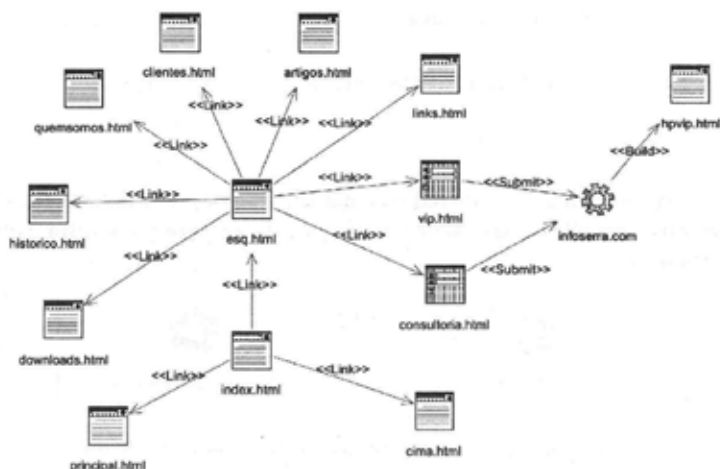 clientes.html
artigos.html
quemsomos.html
<<Link>>
<<Link>>
<<Link>>
<<Link>>
links.html
hpvip.html
<<Build>>
<<Link>>
<<Link>>
<<Submit>>
historico.html
esq.html
vip.html
infoserra.com
<<Link>>
<<Link>>
<<Submit>>
downloads.html
<<Link>>
consultoria.html
<<Link>>
index.html
<<Link>>
principal.html
cima.html